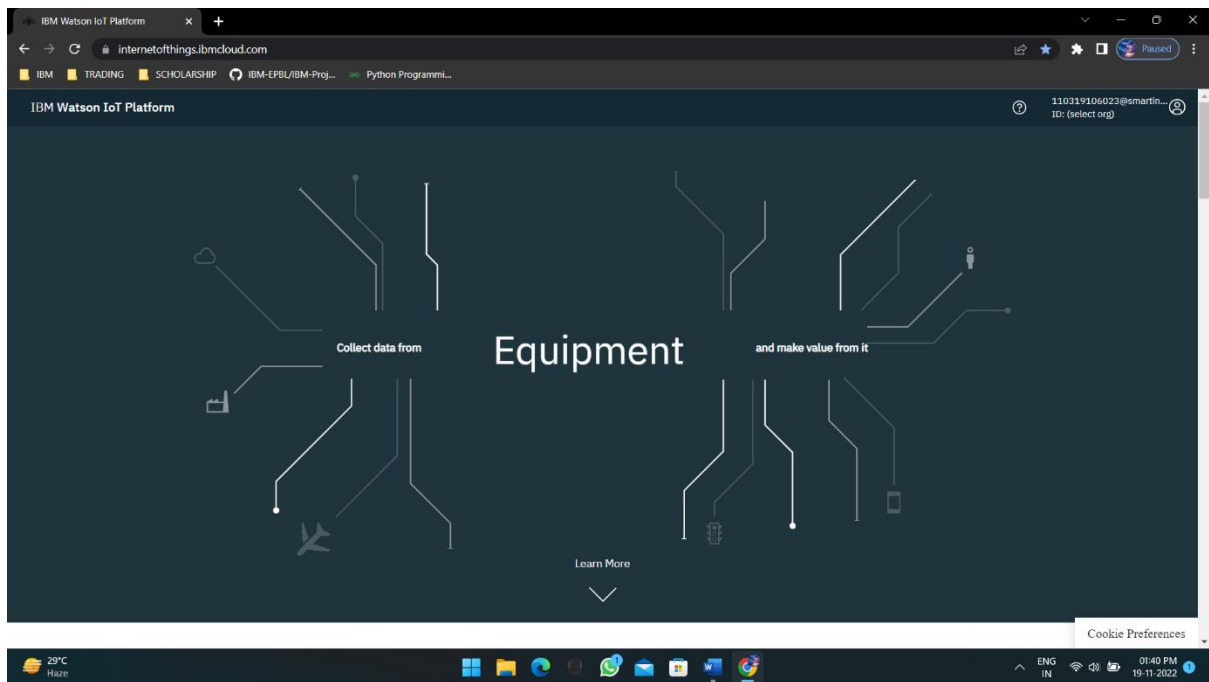 IBM Watson IoT Platform
internetofthings.ibmcloud.com
Paused
IBM TRADING SCHOLARSHIP IBM-EPBL/IBM-Proj... Python Programmi...
IBM Watson IoT Platform
110319106023@smartin...
ID: (select org)
Collect data from Equipment and make value from it
Learn More
Cookie Preferences
29°C
Haze
1
ENG
IN
01:40 PM
19-11-2022
1